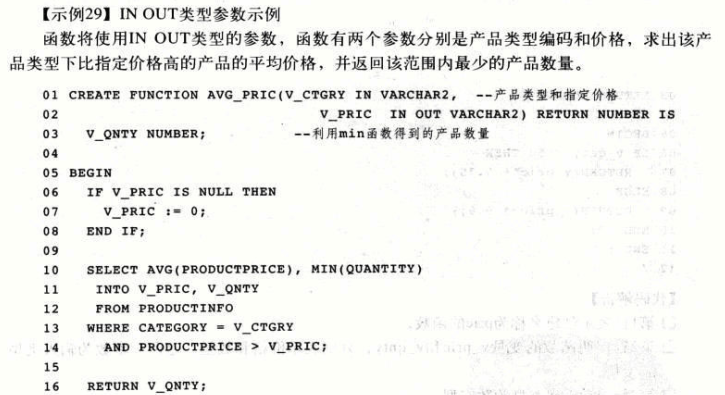 【示例29】IN OUT类型参数示例
函数将使用IN OUT类型的参数，函数有两个参数分别是产品类型编码和价格，求出该产
品类型下比指定价格高的产品的平均价格，并返回该范围内最少的产品数量。
01 CREATE FUNCTION AVG_PRIC(V_CTGRY IN VARCHAR2, --产品类型和指定价格
02 V_PRIC IN OUT VARCHAR2) RETURN NUMBER IS
03 V_QNTY NUMBER; --利用min函数得到的产品数量
04
05 BEGIN
06 IF V_PRIC IS NULL THEN
07 V_PRIC := 0;
08 END IF;
09
10 SELECT AVG(PRODUCTPRICE), MIN(QUANTITY)
11 INTO V_PRIC, V_QNTY
12 FROM PRODUCTINFO
13 WHERE CATEGORY = V_CTGRY
14 AND PRODUCTPRICE > V_PRIC;
15
16 RETURN V_QNTY;